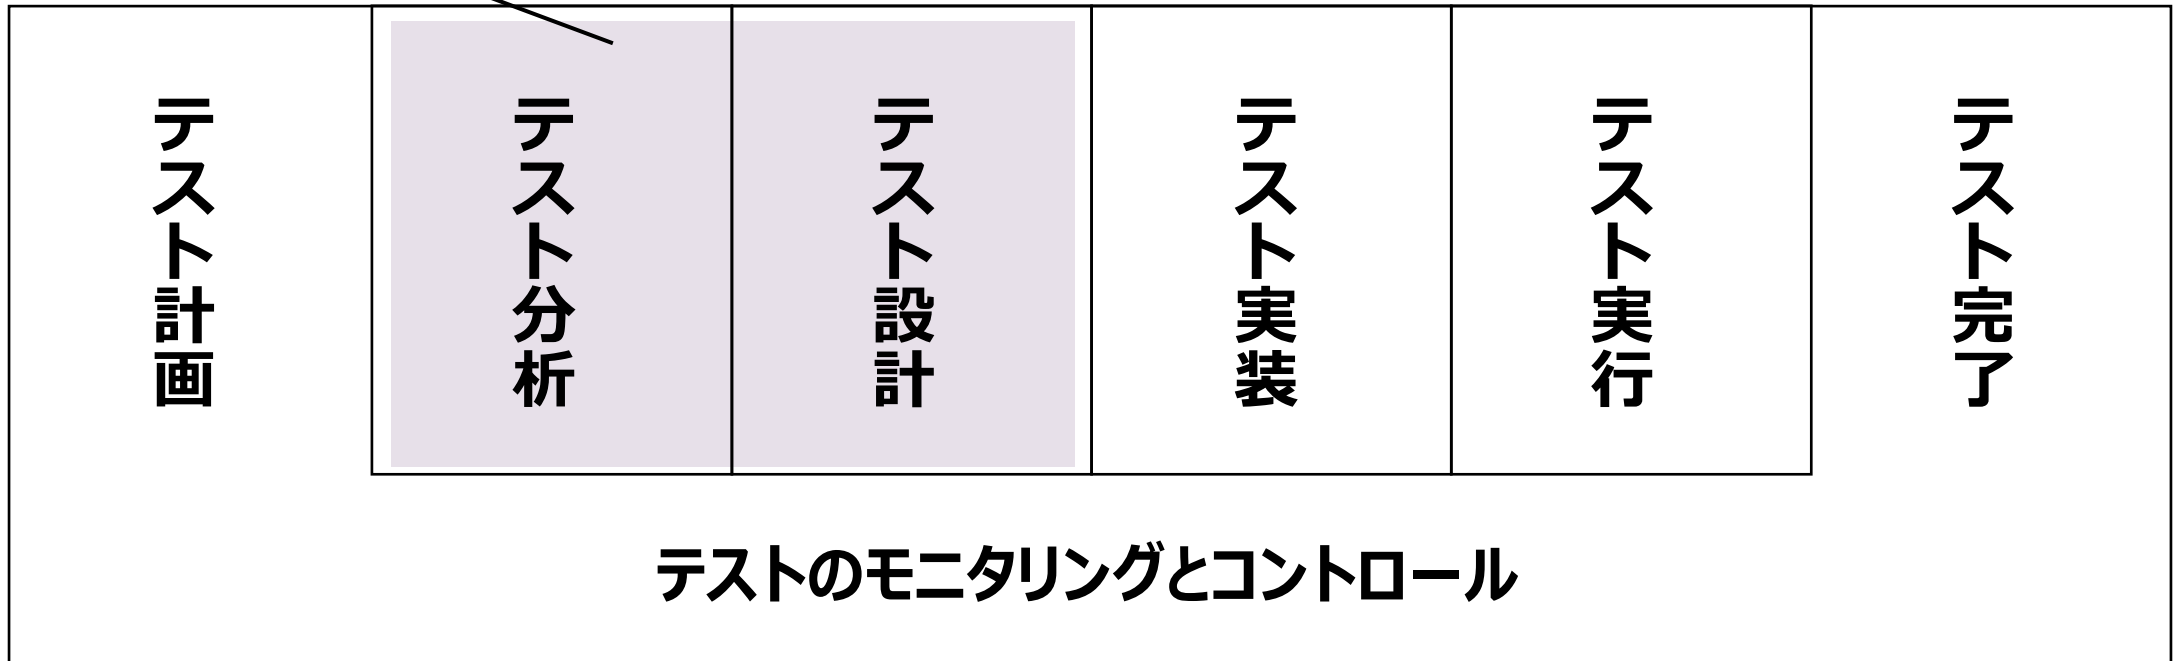 テスト計画
テスト分析
テスト設計
テスト実装
テスト実行
テスト完了
テストのモニタリングとコントロール